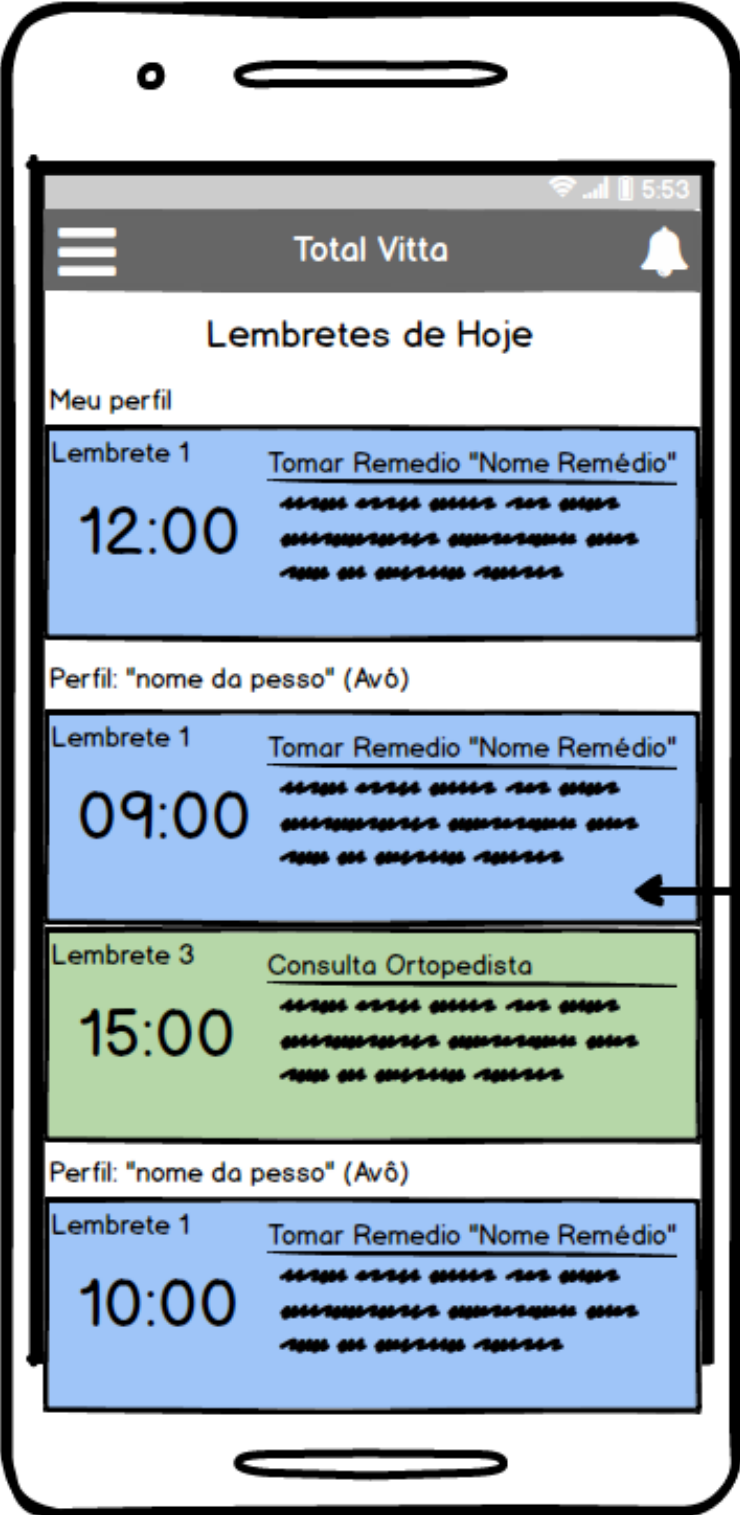 5:53
Total Vitta
Lembretes de Hoje
Meu perfil
Lembrete 1
Tomar Remedio "Nome Remédio"
12:00
Perfil: "nome da pesso" (Avó)
Lembrete 1
Tomar Remedio "Nome Remédio"
09:00
Lembrete 3
Consulta Ortopedista
15:00
Perfil: "nome da pesso" (Avô)
Lembrete 1
Tomar Remedio "Nome Remédio"
10:00